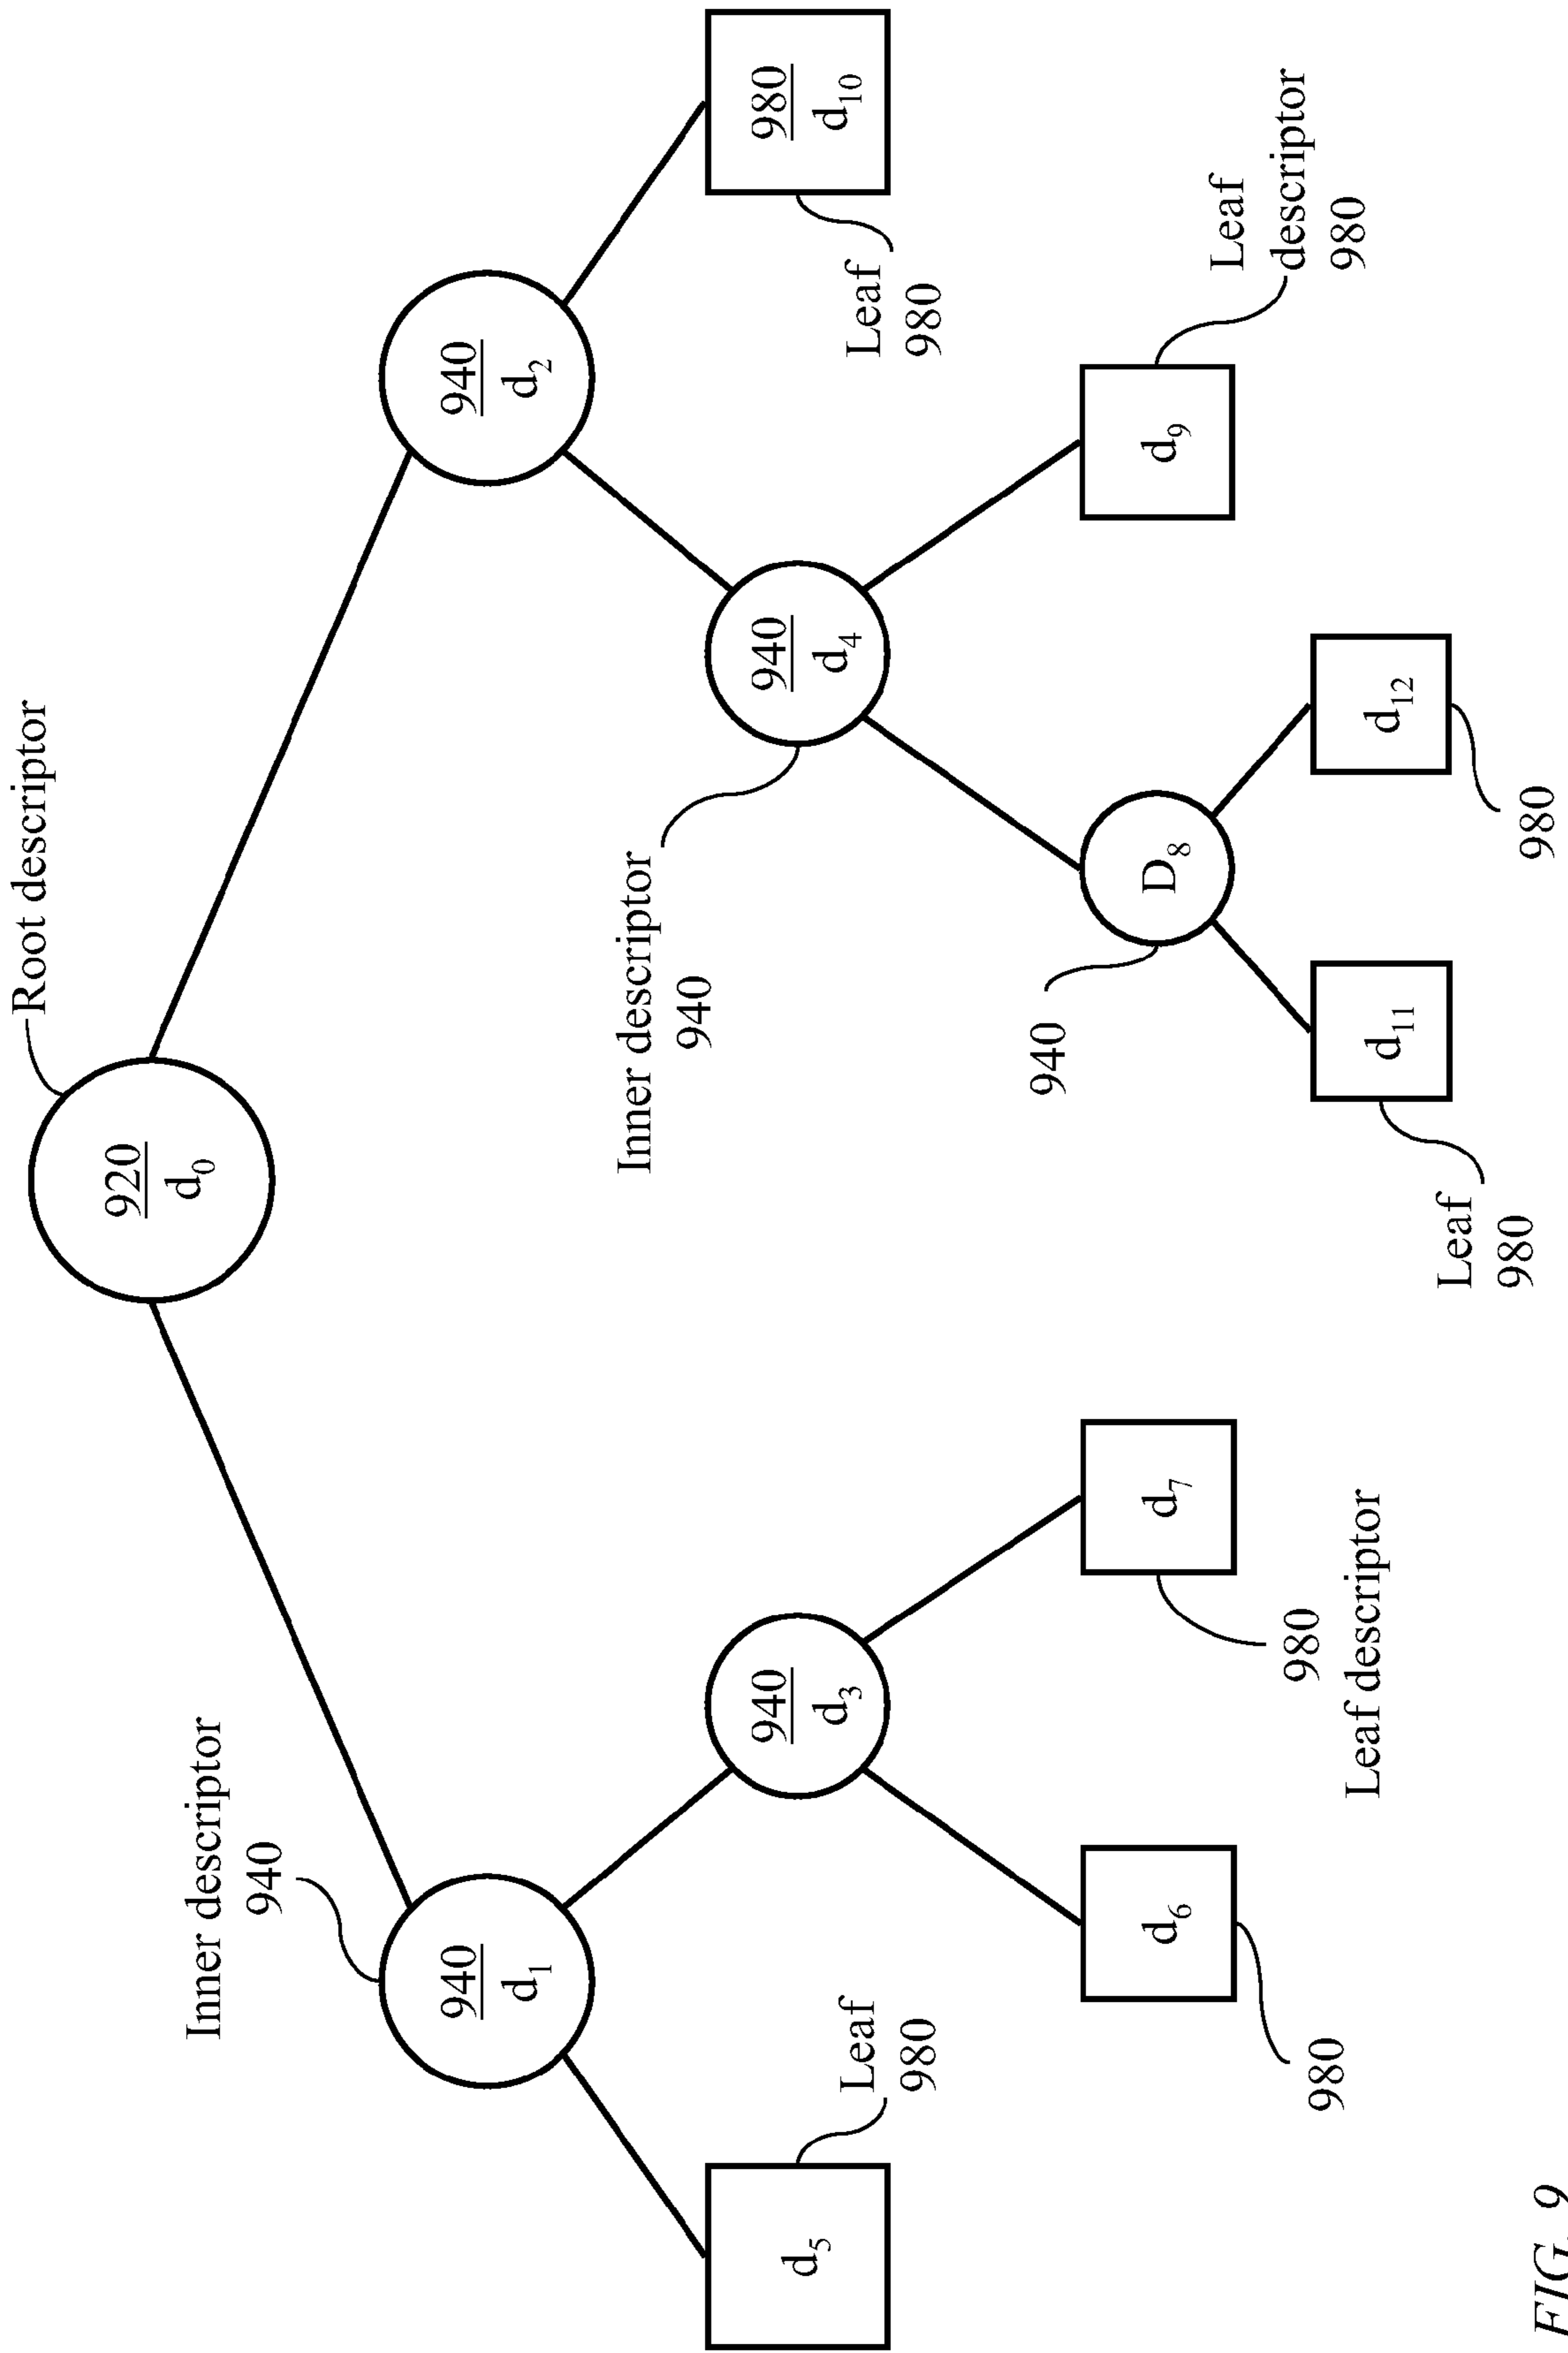 Root descriptor
920
d0
Inner descriptor
940
940
d1
940
d2
d5
Leaf
980
940
d3
Inner descriptor
940
940
d4
980
d10
Leaf
980
d6
980
d7
980
Leaf descriptor
940
D8
d9
Leaf
descriptor
980
d11
Leaf
980
d12
980
FIG. 9